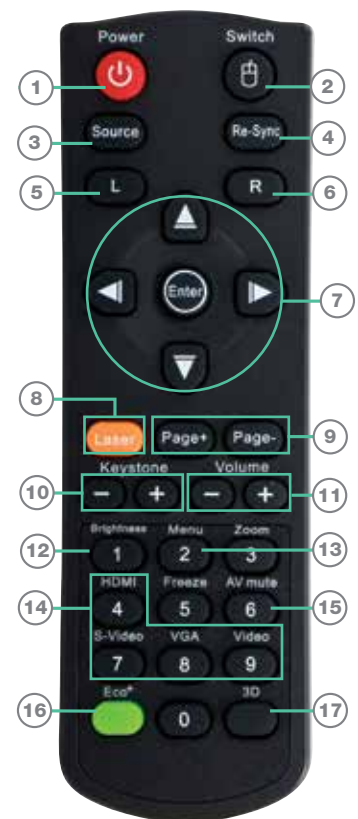 Power Switch
1 2
3 Source Re-Sync 4
5 L R 6
Enter
7
8
Laser Page+ Page- 9
Keystone Volume
10 − + − + 11
Brightness Menu Zoom
12 1 2 3 13
HDMI Freeze AV mute
14 4 5 6 15
S-Video VGA Video
7 8 9
Eco+ 3D
16 0 17